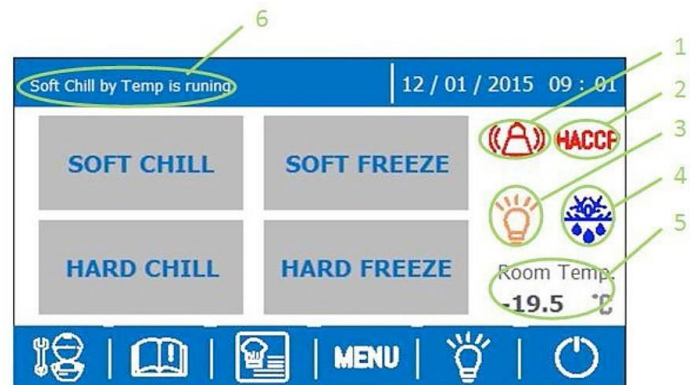 6
1
Soft Chill by Temp is runing
12 / 01 / 2015 09 : 01
2
HACCP
3
SOFT CHILL
SOFT FREEZE
4
5
HARD CHILL
HARD FREEZE
Room Temp.
-19.5 °C
MENU